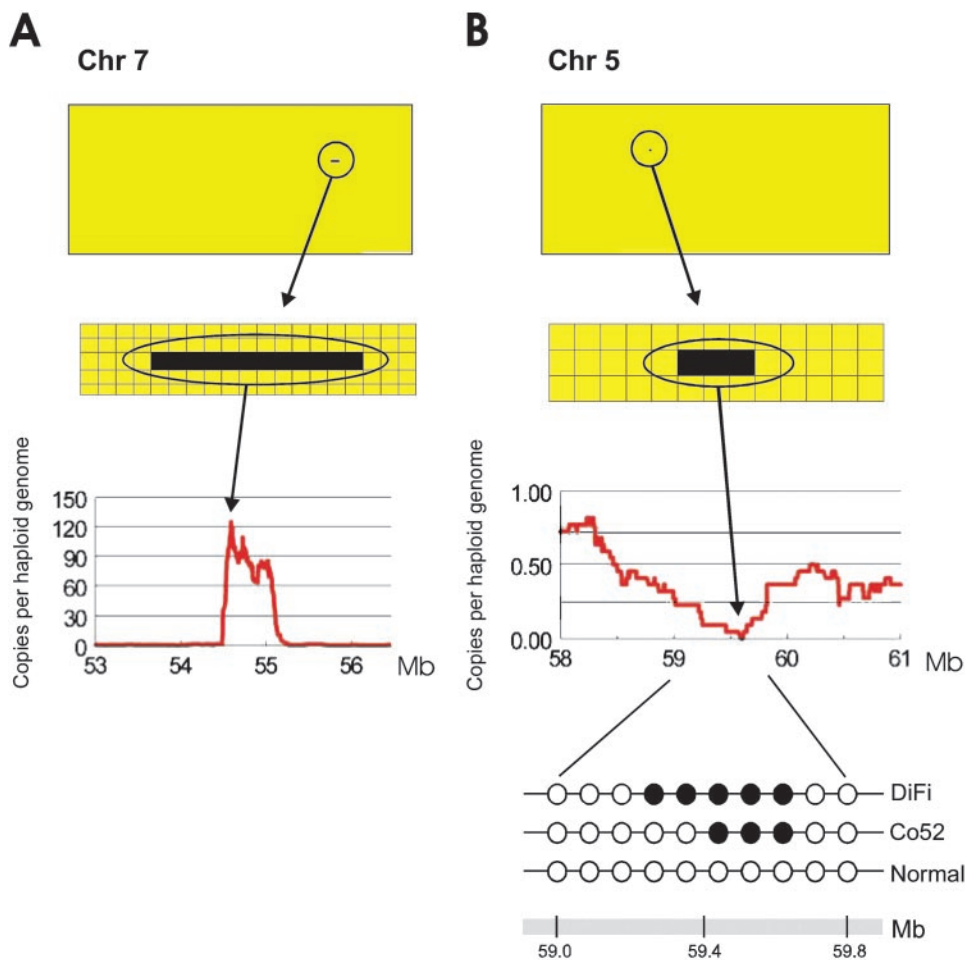 A
Chr 7
Copies per haploid genome
150
120
90
60
30
0
53 54 55 56 Mb
B
Chr 5
Copies per haploid genome
1.00
0.50
0.00
58 59 60 61 Mb
DiFi
Co52
Normal
Mb
59.0 59.4 59.8